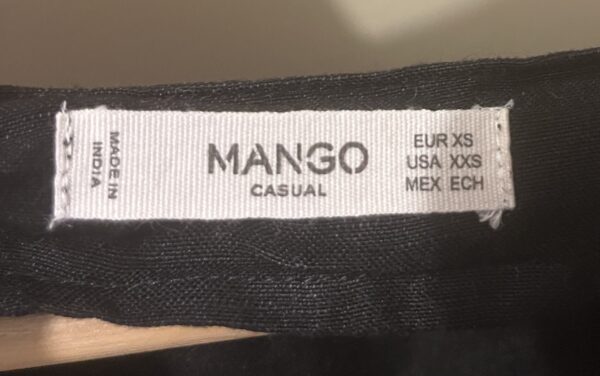 MADE IN
INDIA
MANGO
CASUAL
EUR XS
USA XXS
MEX ECH